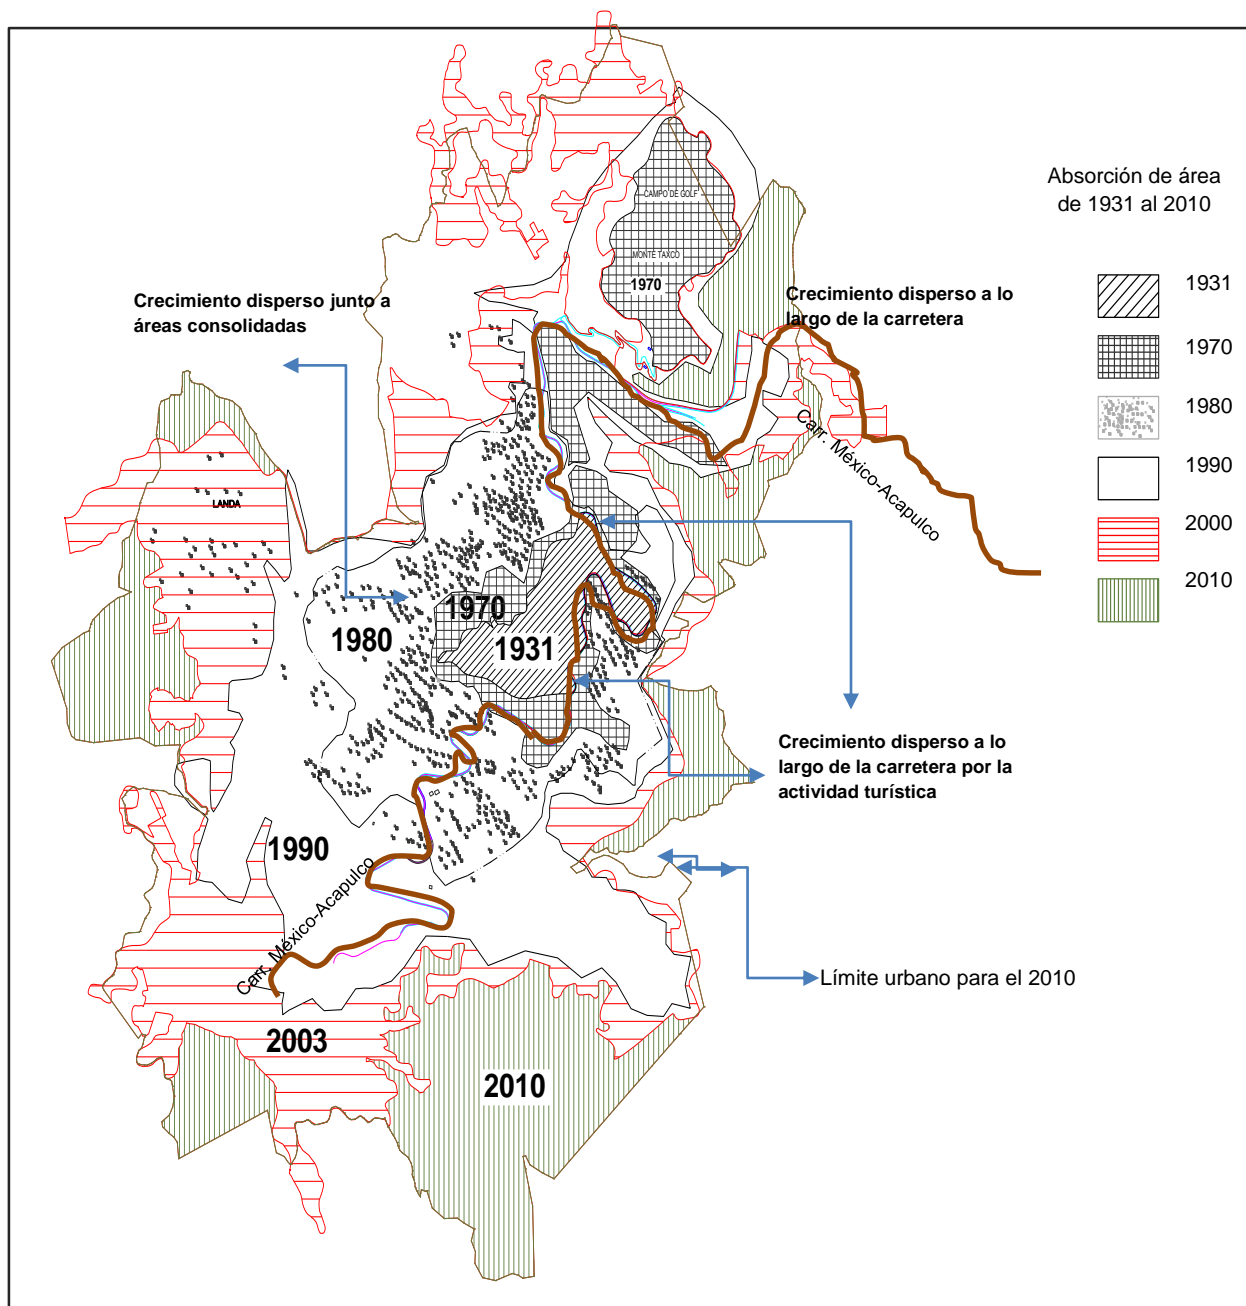 Absorción de área
de 1931 al 2010
1931
1970
1980
1990
2000
2010
CAMPO DE GOLF
MONTE TAXCO
1970
Crecimiento disperso junto a
áreas consolidadas
Crecimiento disperso a lo
largo de la carretera
Carr. México-Acapulco
LANDA
1970
1980
1931
Crecimiento disperso a lo
largo de la carretera por la
actividad turística
1990
Carr. México-Acapulco
Límite urbano para el 2010
2003
2010